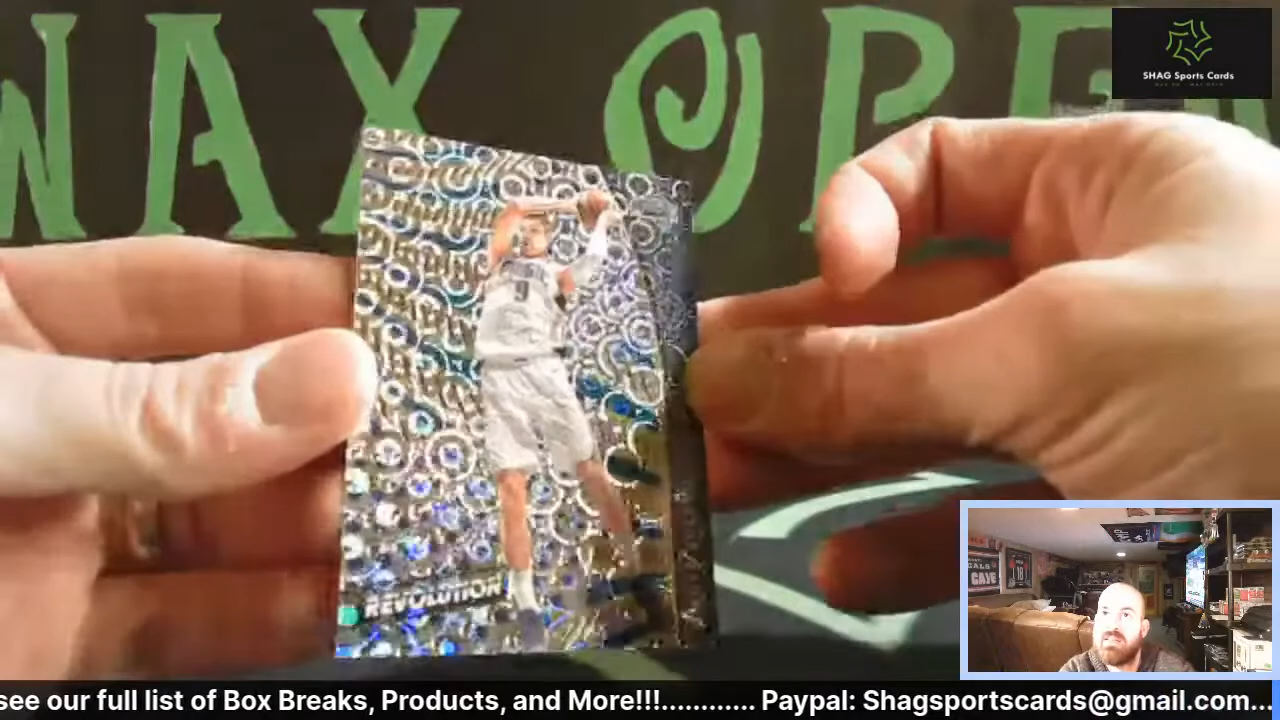 WAX OPE
SHAG Sports Cards
9
REVOLUTION
see our full list of Box Breaks, Products, and More!!!............ Paypal: Shagsportscards@gmail.com...